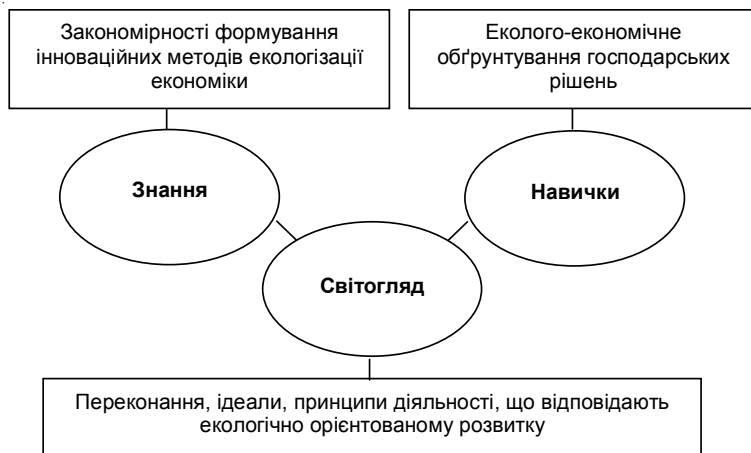 Закономірності формування
інноваційних методів екологізації
економіки
Еколого-економічне
обґрунтування господарських
рішень
Знання
Навички
Світогляд
Переконання, ідеали, принципи діяльності, що відповідають
екологічно орієнтованому розвитку